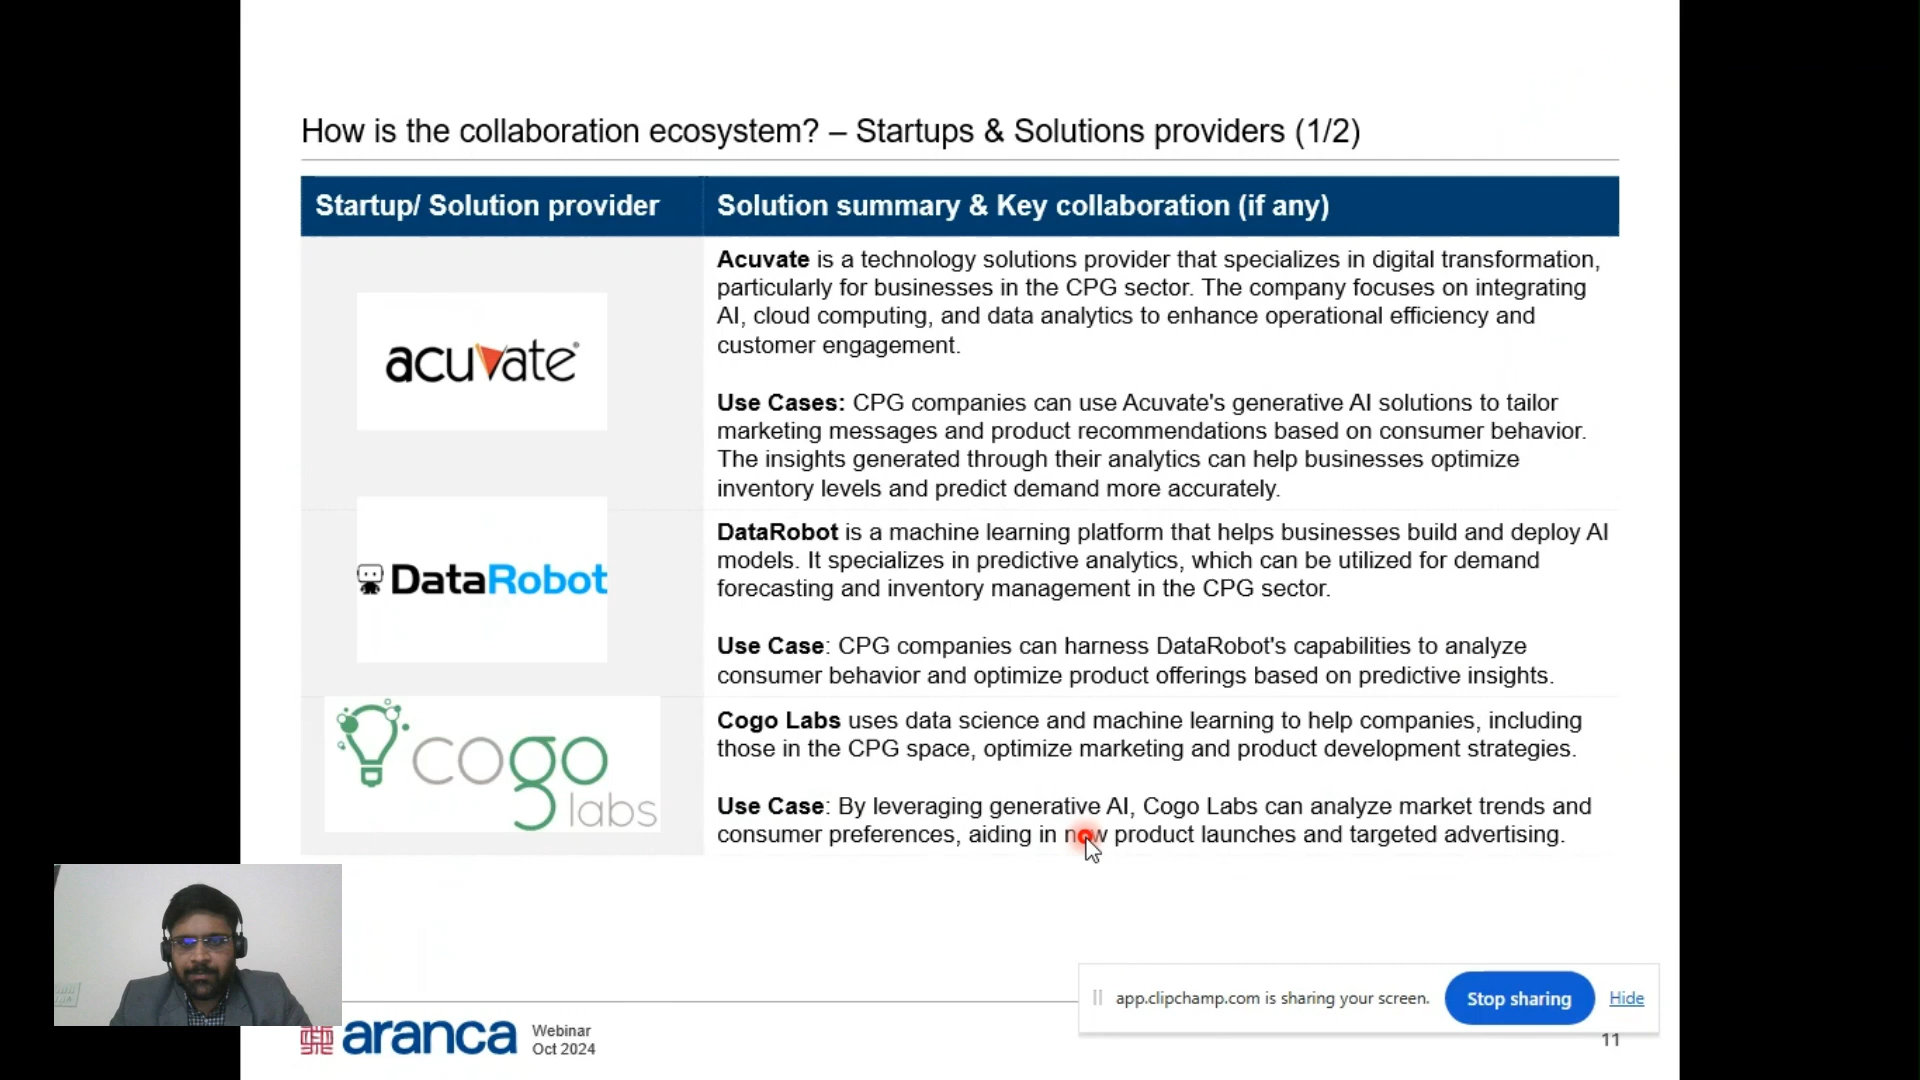 How is the collaboration ecosystem? – Startups & Solutions providers (1/2)
Startup/ Solution provider
Solution summary & Key collaboration (if any)
acuvate®
Acuvate is a technology solutions provider that specializes in digital transformation,
particularly for businesses in the CPG sector. The company focuses on integrating
AI, cloud computing, and data analytics to enhance operational efficiency and
customer engagement.
Use Cases: CPG companies can use Acuvate's generative AI solutions to tailor
marketing messages and product recommendations based on consumer behavior.
The insights generated through their analytics can help businesses optimize
inventory levels and predict demand more accurately.
DataRobot
DataRobot is a machine learning platform that helps businesses build and deploy AI
models. It specializes in predictive analytics, which can be utilized for demand
forecasting and inventory management in the CPG sector.
Use Case: CPG companies can harness DataRobot's capabilities to analyze
consumer behavior and optimize product offerings based on predictive insights.
cogo
labs
Cogo Labs uses data science and machine learning to help companies, including
those in the CPG space, optimize marketing and product development strategies.
Use Case: By leveraging generative AI, Cogo Labs can analyze market trends and
consumer preferences, aiding in new product launches and targeted advertising.
app.clipchamp.com is sharing your screen.
Stop sharing
Hide
aranca
Webinar
Oct 2024
11